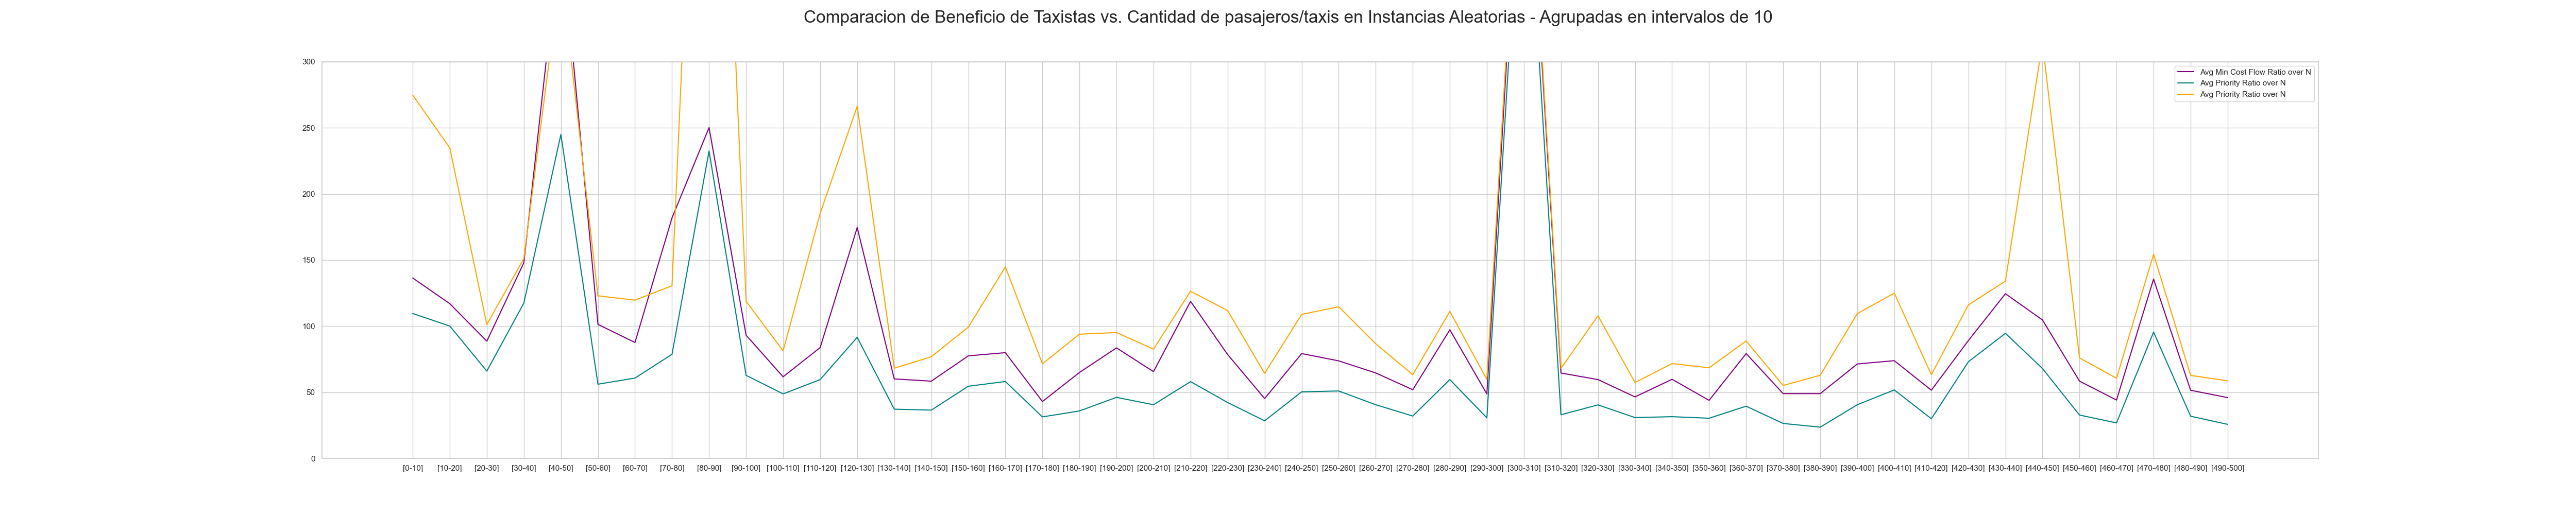 Comparacion de Beneficio de Taxistas vs. Cantidad de pasajeros/taxis en Instancias Aleatorias - Agrupadas en intervalos de 10
Avg Min Cost Flow Ratio over N
Avg Priority Ratio over N
Avg Priority Ratio over N
300
250
200
150
100
50
0
[0-10] [10-20] [20-30] [30-40] [40-50] [50-60] [60-70] [70-80] [80-90] [90-100] [100-110] [110-120] [120-130] [130-140] [140-150] [150-160] [160-170] [170-180] [180-190] [190-200] [200-210] [210-220] [220-230] [230-240] [240-250] [250-260] [260-270] [270-280] [280-290] [290-300] [300-310] [310-320] [320-330] [330-340] [340-350] [350-360] [360-370] [370-380] [380-390] [390-400] [400-410] [410-420] [420-430] [430-440] [440-450] [450-460] [460-470] [470-480] [480-490] [490-500]